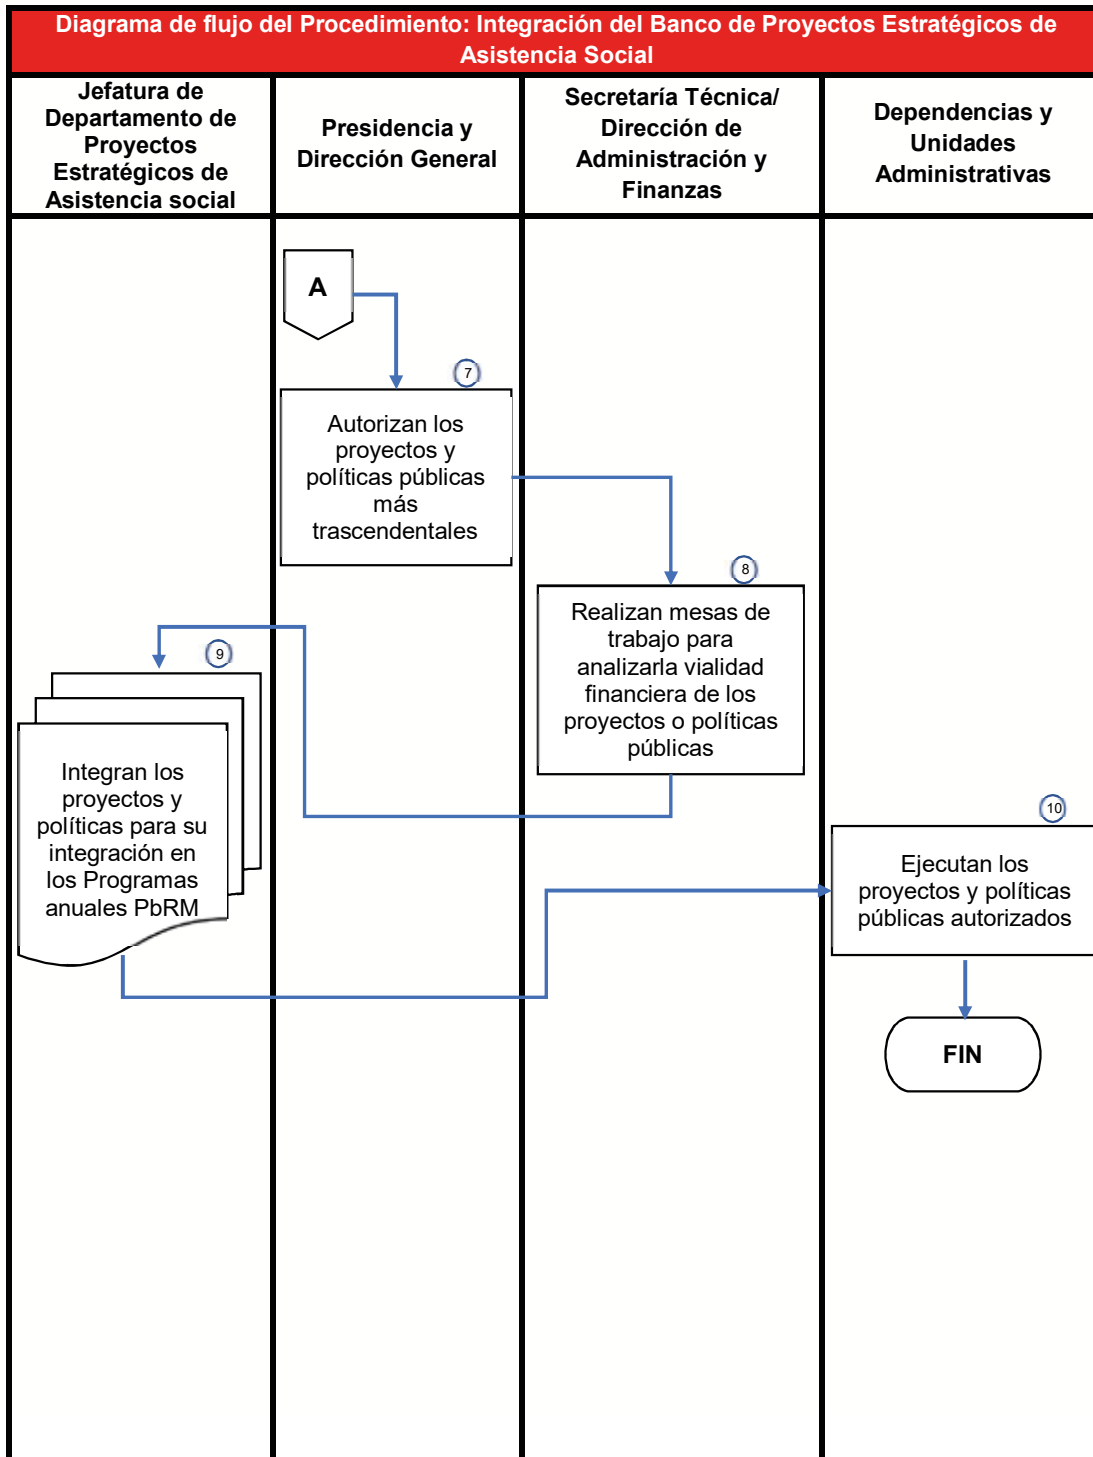 Diagrama de flujo del Procedimiento: Integración del Banco de Proyectos Estratégicos de
Asistencia Social
Jefatura de
Departamento de
Proyectos
Estratégicos de
Asistencia social
Presidencia y
Dirección General
Secretaría Técnica/
Dirección de
Administración y
Finanzas
Dependencias y
Unidades
Administrativas
A
7
Autorizan los
proyectos y
políticas públicas
más
trascendentales
8
Realizan mesas de
trabajo para
analizarla vialidad
financiera de los
proyectos o políticas
públicas
9
Integran los
proyectos y
políticas para su
integración en
los Programas
anuales PbRM
10
Ejecutan los
proyectos y políticas
públicas autorizados
FIN